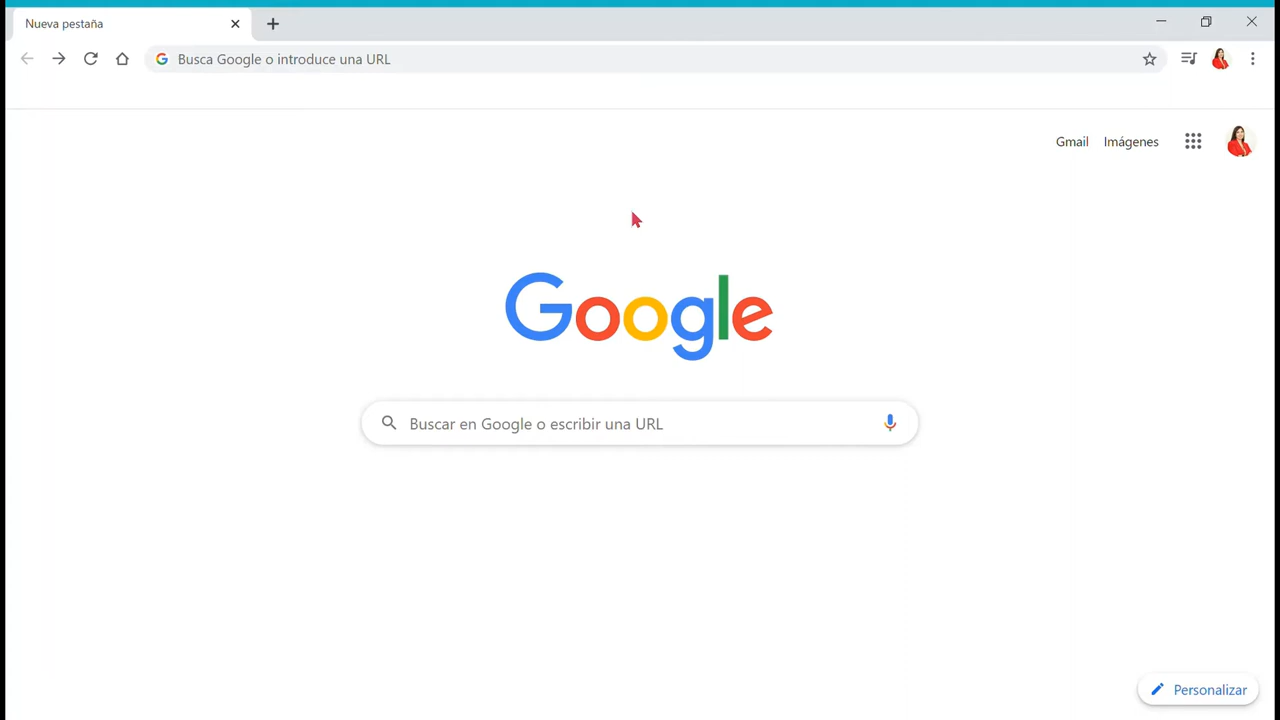 Nueva pestaña
Busca Google o introduce una URL
Gmail Imágenes
Google
Buscar en Google o escribir una URL
Personalizar